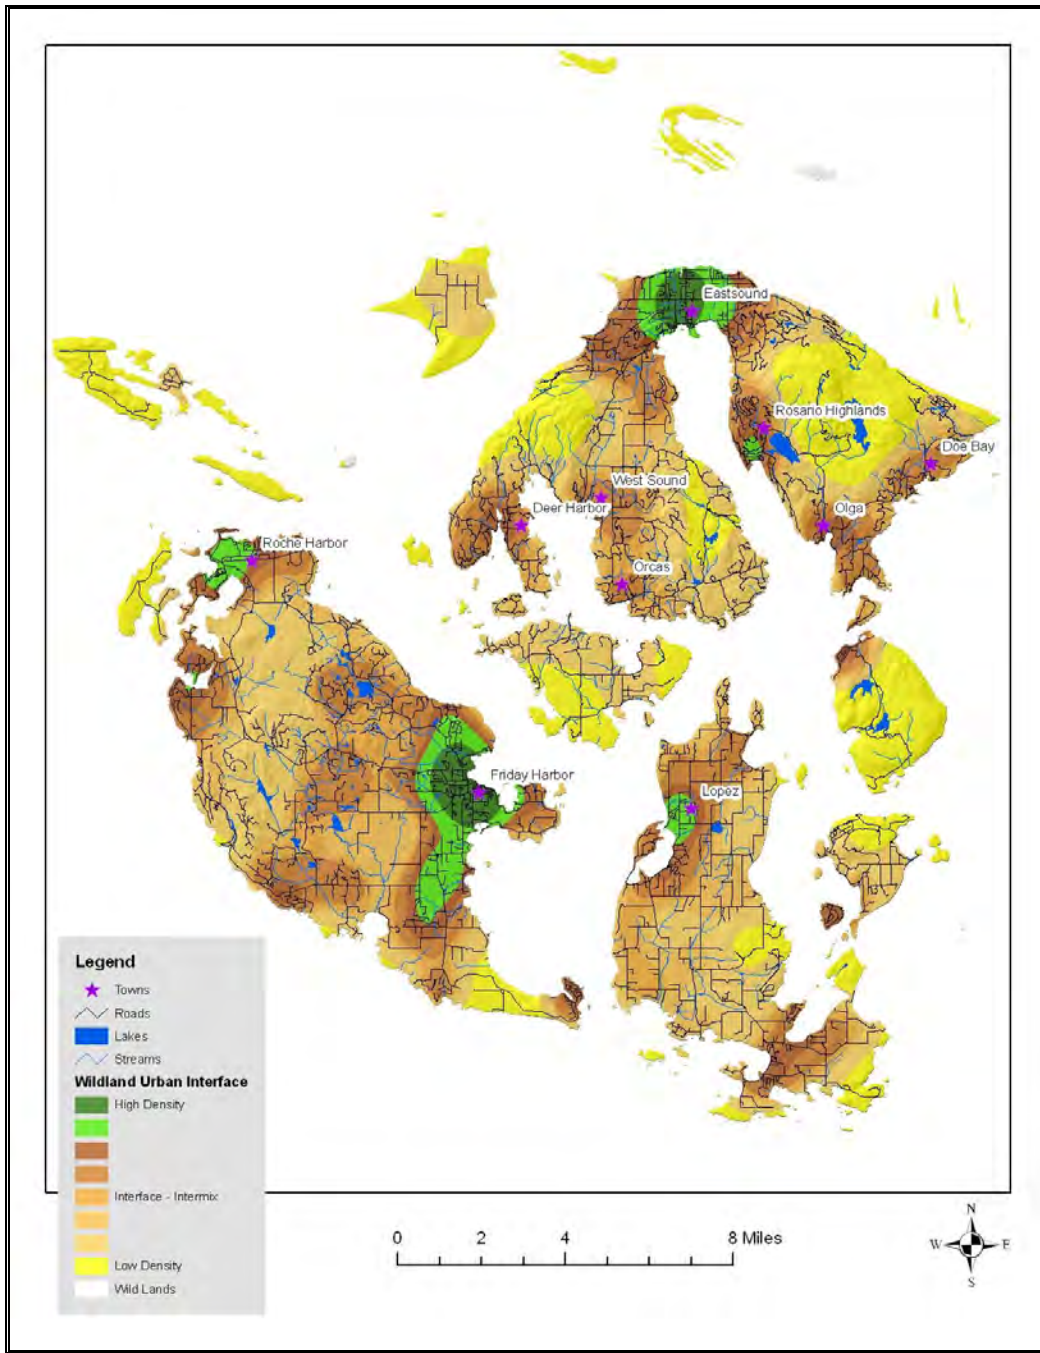 Eastsound
Rosario Highlands
Doe Bay
West Sound
Deer Harbor
Olga
Roche Harbor
Orcas
Friday Harbor
Lopez
Legend
Towns
Roads
Lakes
Streams
Wildland Urban Interface
High Density
Interface - Intermix
Low Density
Wild Lands
0 2 4 8 Miles
N
W E
S